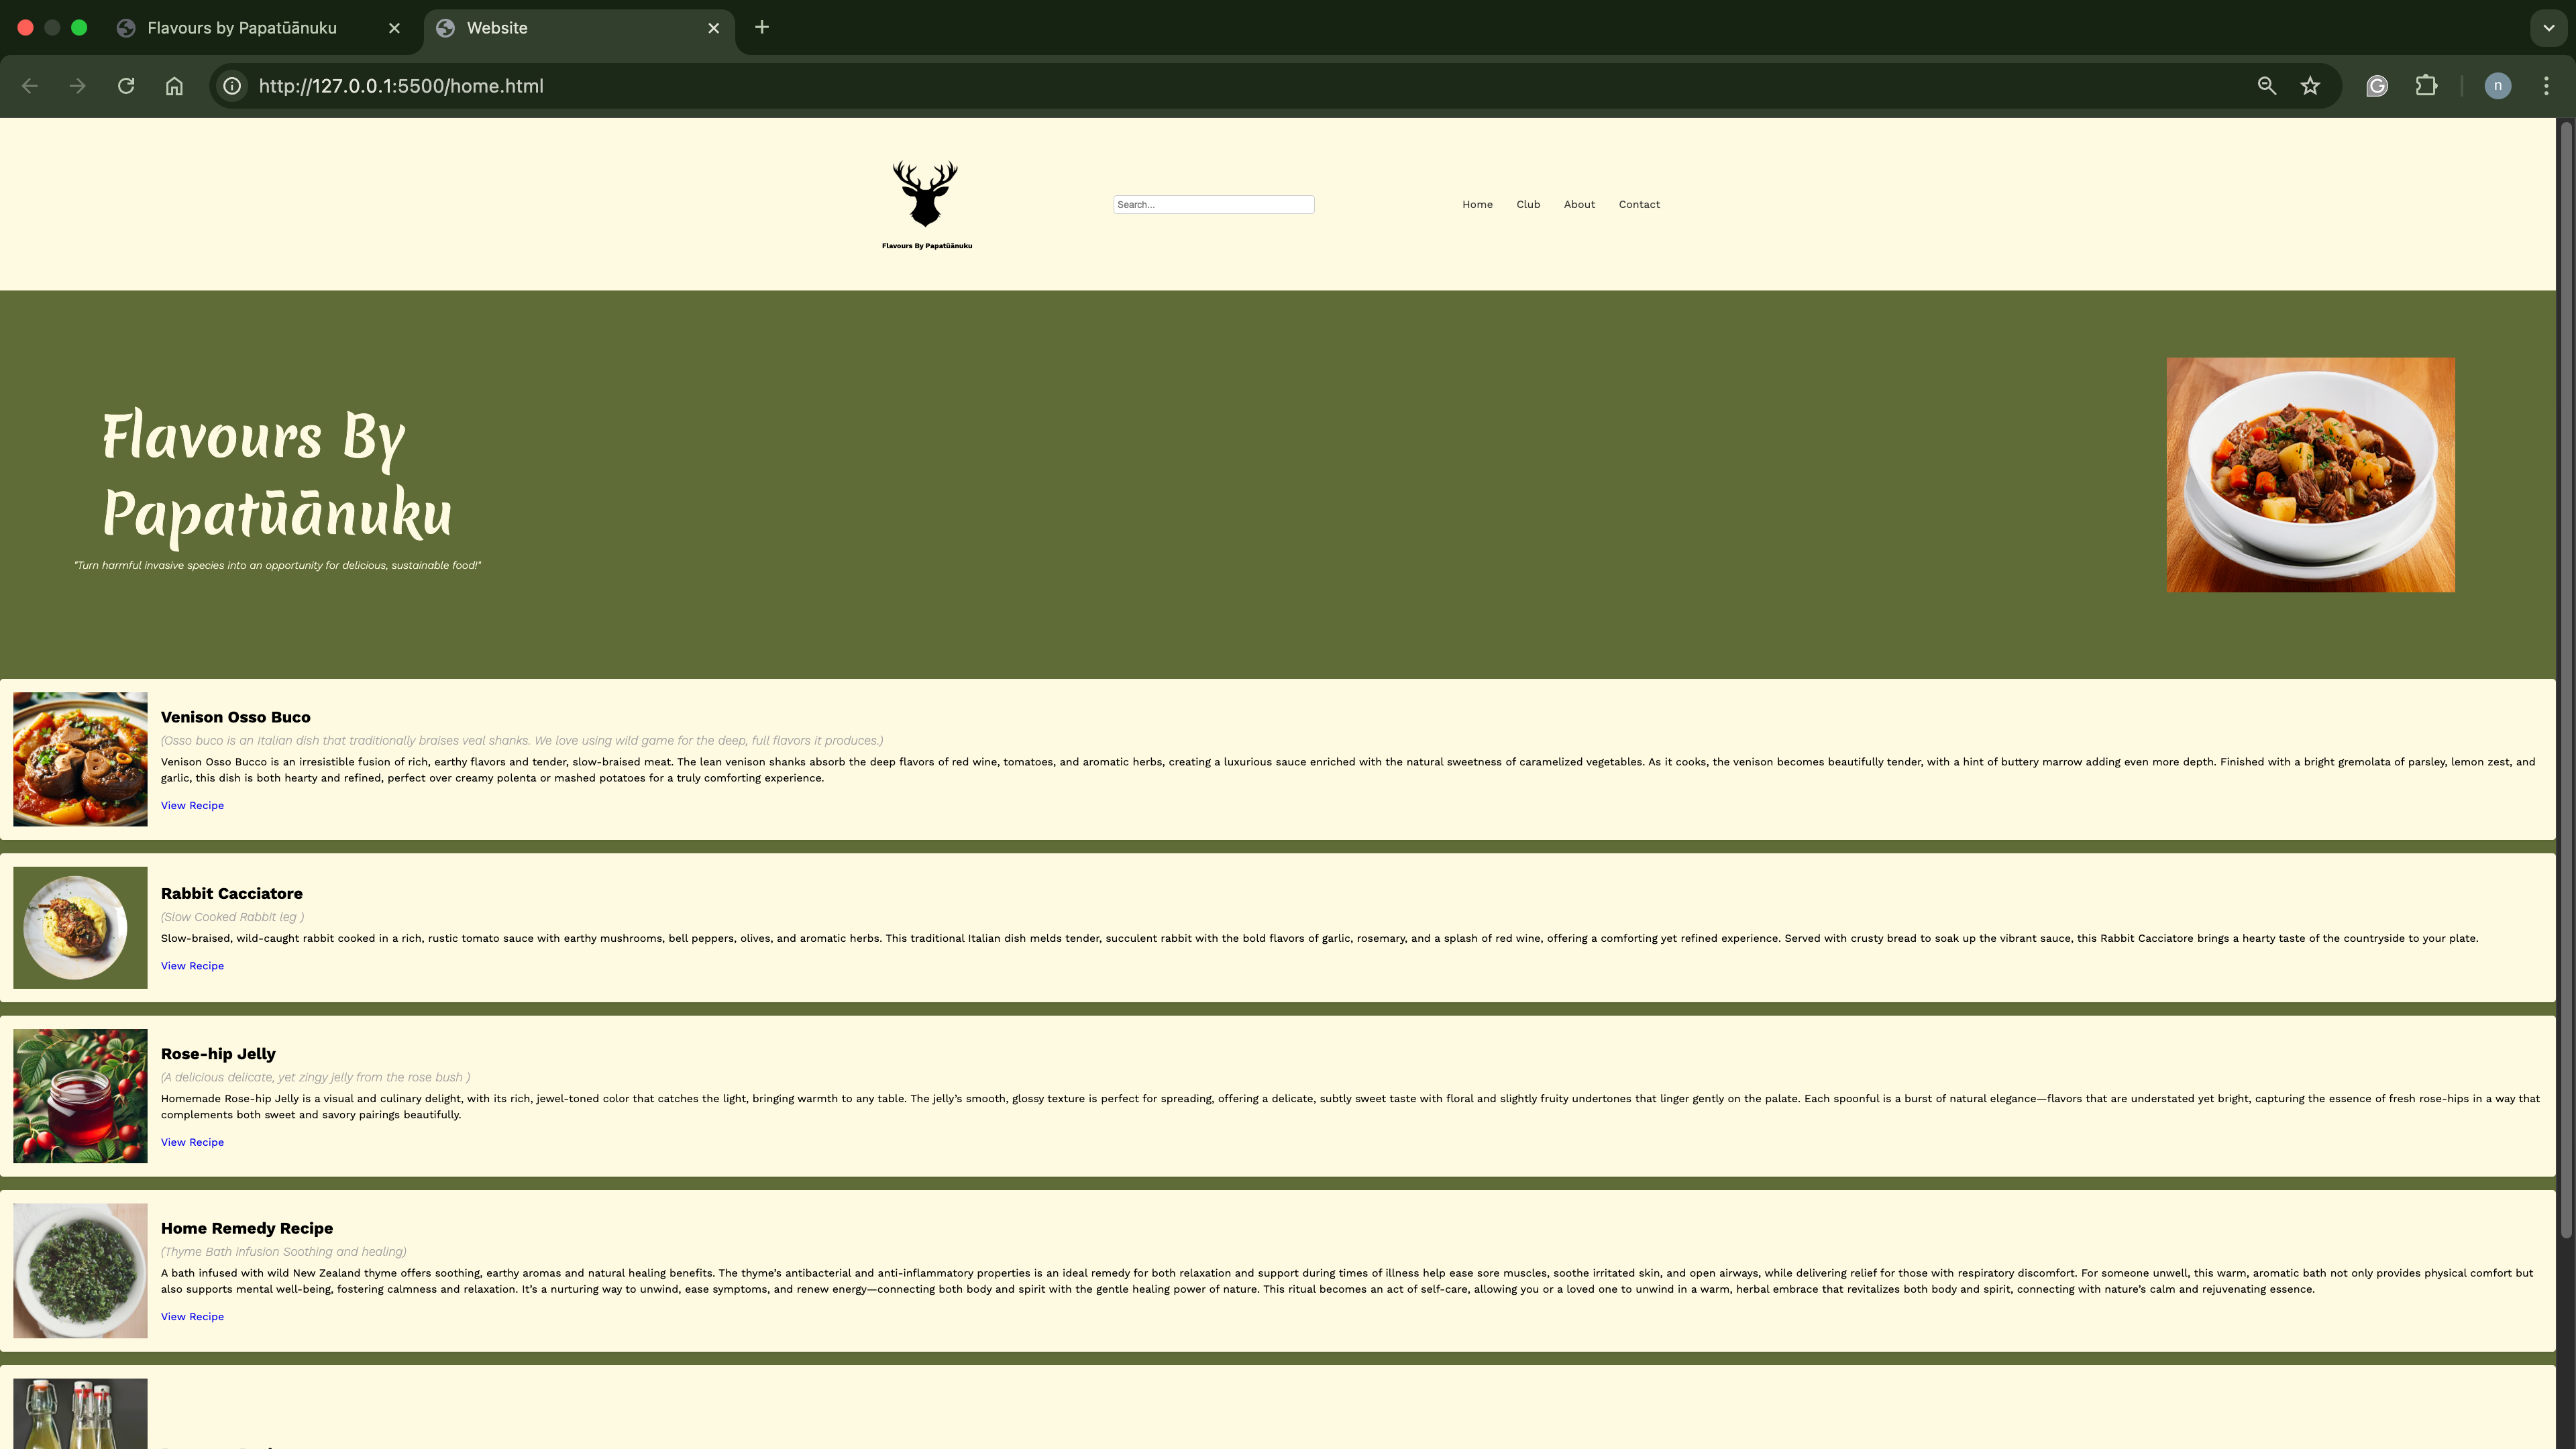 Flavours by Papatūānuku
Website
http://127.0.0.1:5500/home.html
n
Flavours By Papatūānuku
Search...
Home
Club
About
Contact
Flavours By
Papatūānuku
"Turn harmful invasive species into an opportunity for delicious, sustainable food!"
Venison Osso Buco
(Osso buco is an Italian dish that traditionally braises veal shanks. We love using wild game for the deep, full flavors it produces.)
Venison Osso Bucco is an irresistible fusion of rich, earthy flavors and tender, slow-braised meat. The lean venison shanks absorb the deep flavors of red wine, tomatoes, and aromatic herbs, creating a luxurious sauce enriched with the natural sweetness of caramelized vegetables. As it cooks, the venison becomes beautifully tender, with a hint of buttery marrow adding even more depth. Finished with a bright gremolata of parsley, lemon zest, and
garlic, this dish is both hearty and refined, perfect over creamy polenta or mashed potatoes for a truly comforting experience.
View Recipe
Rabbit Cacciatore
(Slow Cooked Rabbit leg )
Slow-braised, wild-caught rabbit cooked in a rich, rustic tomato sauce with earthy mushrooms, bell peppers, olives, and aromatic herbs. This traditional Italian dish melds tender, succulent rabbit with the bold flavors of garlic, rosemary, and a splash of red wine, offering a comforting yet refined experience. Served with crusty bread to soak up the vibrant sauce, this Rabbit Cacciatore brings a hearty taste of the countryside to your plate.
View Recipe
Rose-hip Jelly
(A delicious delicate, yet zingy jelly from the rose bush )
Homemade Rose-hip Jelly is a visual and culinary delight, with its rich, jewel-toned color that catches the light, bringing warmth to any table. The jelly’s smooth, glossy texture is perfect for spreading, offering a delicate, subtly sweet taste with floral and slightly fruity undertones that linger gently on the palate. Each spoonful is a burst of natural elegance—flavors that are understated yet bright, capturing the essence of fresh rose-hips in a way that
complements both sweet and savory pairings beautifully.
View Recipe
Home Remedy Recipe
(Thyme Bath infusion Soothing and healing)
A bath infused with wild New Zealand thyme offers soothing, earthy aromas and natural healing benefits. The thyme’s antibacterial and anti-inflammatory properties is an ideal remedy for both relaxation and support during times of illness help ease sore muscles, soothe irritated skin, and open airways, while delivering relief for those with respiratory discomfort. For someone unwell, this warm, aromatic bath not only provides physical comfort but
also supports mental well-being, fostering calmness and relaxation. It’s a nurturing way to unwind, ease symptoms, and renew energy—connecting both body and spirit with the gentle healing power of nature. This ritual becomes an act of self-care, allowing you or a loved one to unwind in a warm, herbal embrace that revitalizes both body and spirit, connecting with nature’s calm and rejuvenating essence.
View Recipe